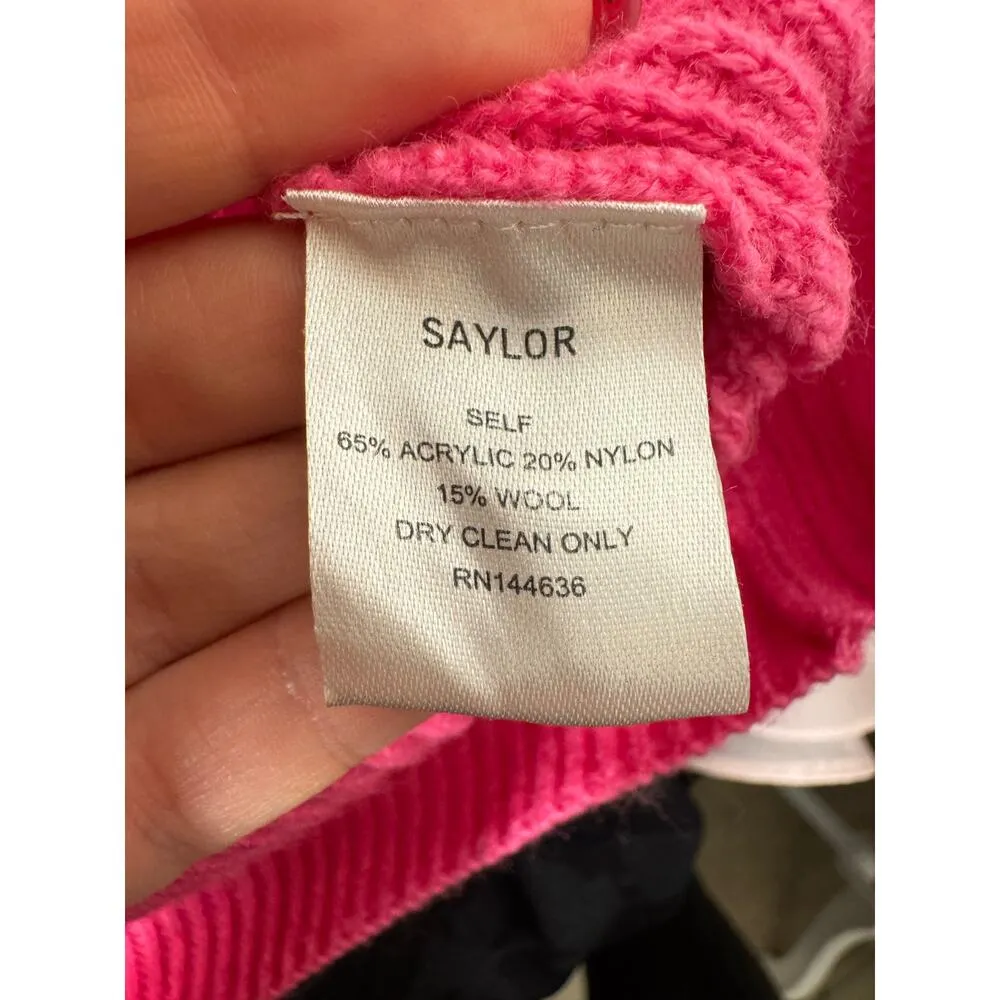 SAYLOR
SELF
65% ACRYLIC 20% NYLON
15% WOOL
DRY CLEAN ONLY
RN144636